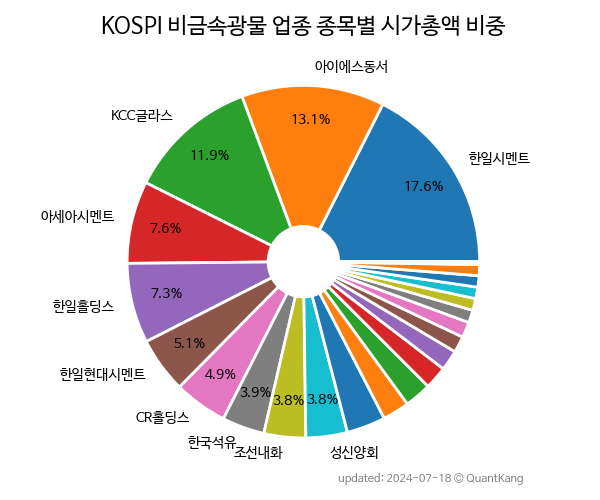 KOSPI 비금속광물 업종 종목별 시가총액 비중
아이에스동서
13.1%
KCC글라스
11.9%
한일시멘트
17.6%
아세아시멘트
7.6%
한일홀딩스
7.3%
한일현대시멘트
5.1%
CR홀딩스
4.9%
한국석유
3.9%
조선내화
3.8%
성신양회
3.8%
updated: 2024-07-18 © QuantKang